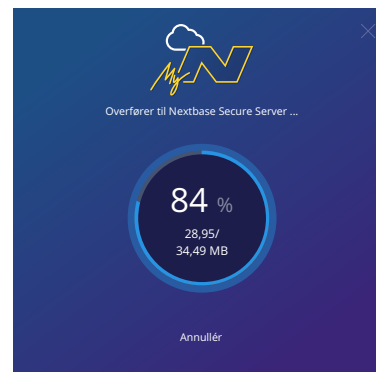 My N
Overfører til Nextbase Secure Server ...
84 %
28,95/
34,49 MB
Annullér